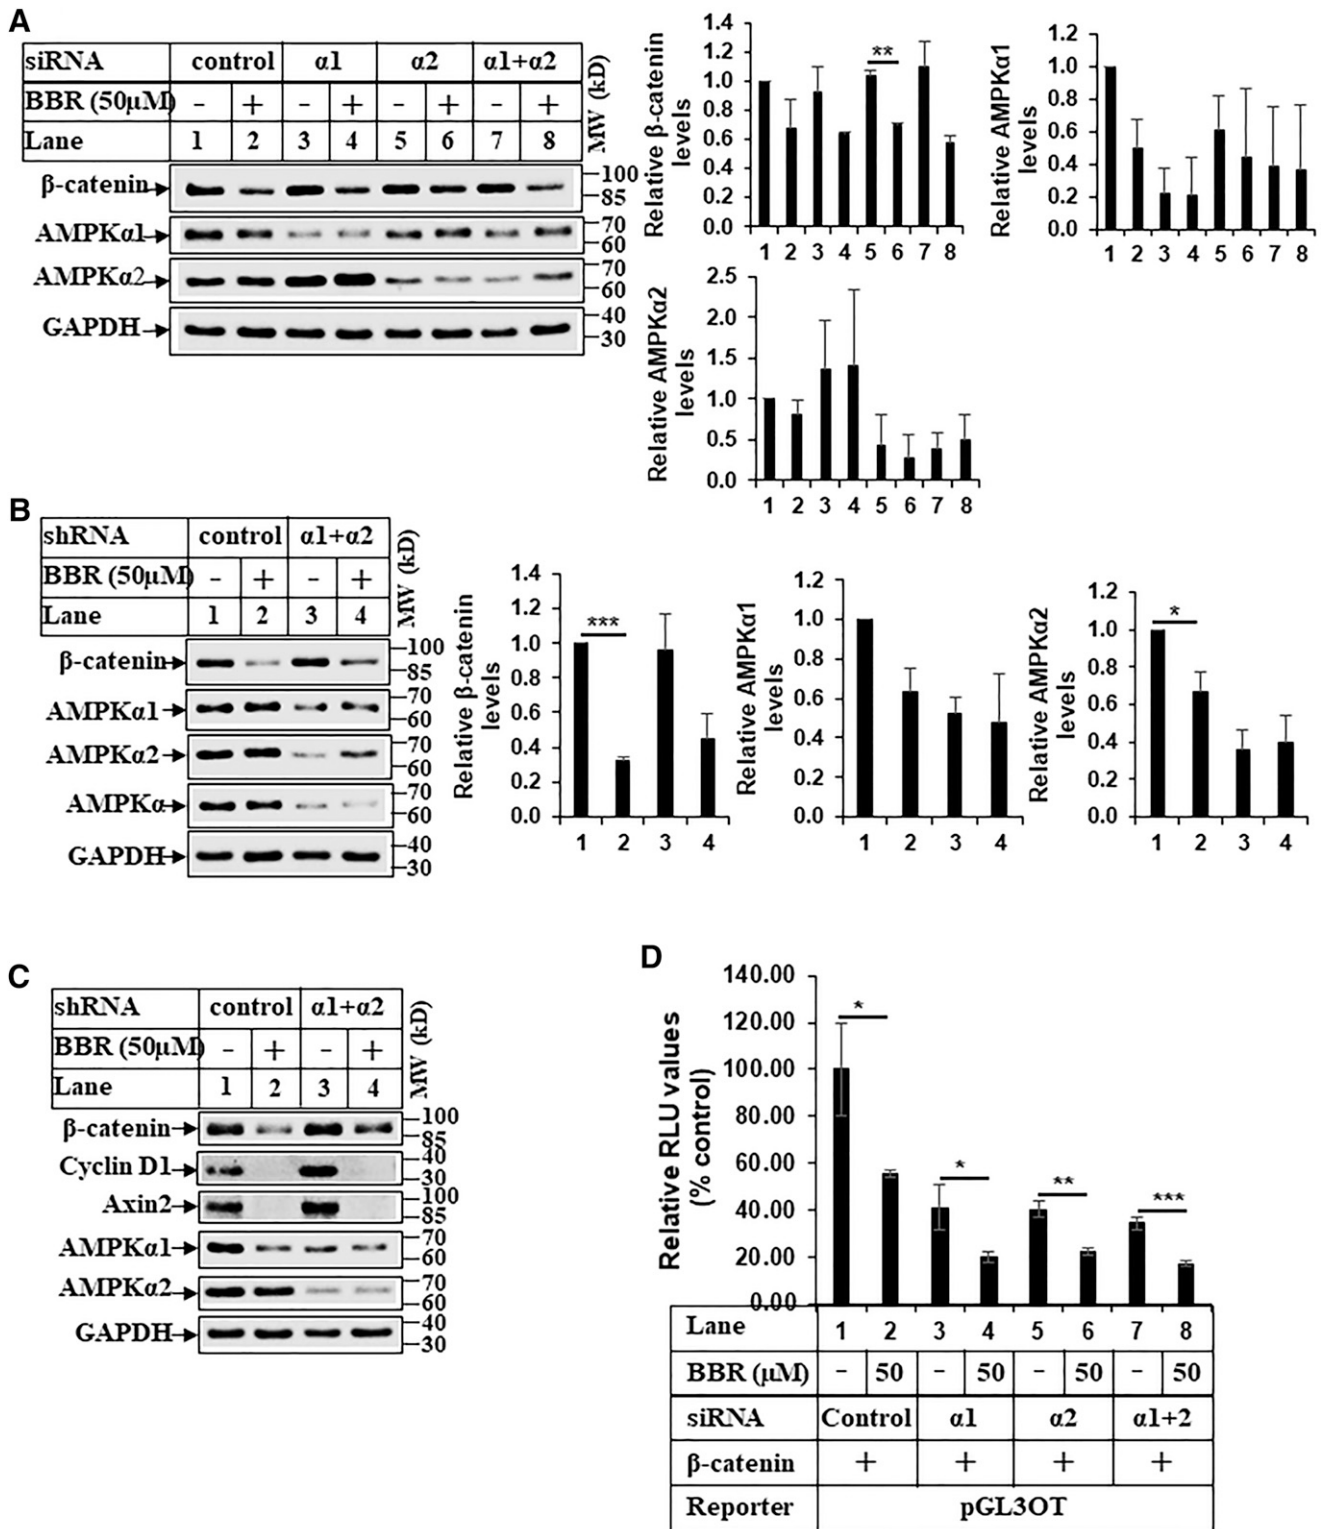 A
siRNA control α1 α2 α1+α2
BBR (50μM) - + - + - + - +
Lane 1 2 3 4 5 6 7 8
MW (kD)
β-catenin
100
85
AMPKα1
70
60
AMPKα2
70
60
GAPDH
40
30
Relative β-catenin
levels
1.4
1.2
1.0
0.8
0.6
0.4
0.2
0.0
**
1 2 3 4 5 6 7 8
Relative AMPKα1
levels
1.2
1.0
0.8
0.6
0.4
0.2
0.0
1 2 3 4 5 6 7 8
Relative AMPKα2
levels
2.5
2.0
1.5
1.0
0.5
0.0
1 2 3 4 5 6 7 8
B
shRNA control α1+α2
BBR (50μM) - + - +
Lane 1 2 3 4
MW (kD)
β-catenin
100
85
AMPKα1
70
60
AMPKα2
70
60
AMPKα
70
60
GAPDH
40
30
Relative β-catenin
levels
1.4
1.2
1.0
0.8
0.6
0.4
0.2
0.0
***
1 2 3 4
Relative AMPKα1
levels
1.2
1.0
0.8
0.6
0.4
0.2
0.0
1 2 3 4
Relative AMPKα2
levels
1.2
1.0
0.8
0.6
0.4
0.2
0.0
*
1 2 3 4
C
shRNA control α1+α2
BBR (50μM) - + - +
Lane 1 2 3 4
MW (kD)
β-catenin
100
85
Cyclin D1
40
30
Axin2
100
85
AMPKα1
70
60
AMPKα2
70
60
GAPDH
40
30
D
Relative RLU values
(% control)
140.00
120.00
100.00
80.00
60.00
40.00
20.00
0.00
*
*
**
***
Lane 1 2 3 4 5 6 7 8
BBR (μM) - 50 - 50 - 50 - 50
siRNA Control α1 α2 α1+2
β-catenin + + + +
Reporter pGL3OT